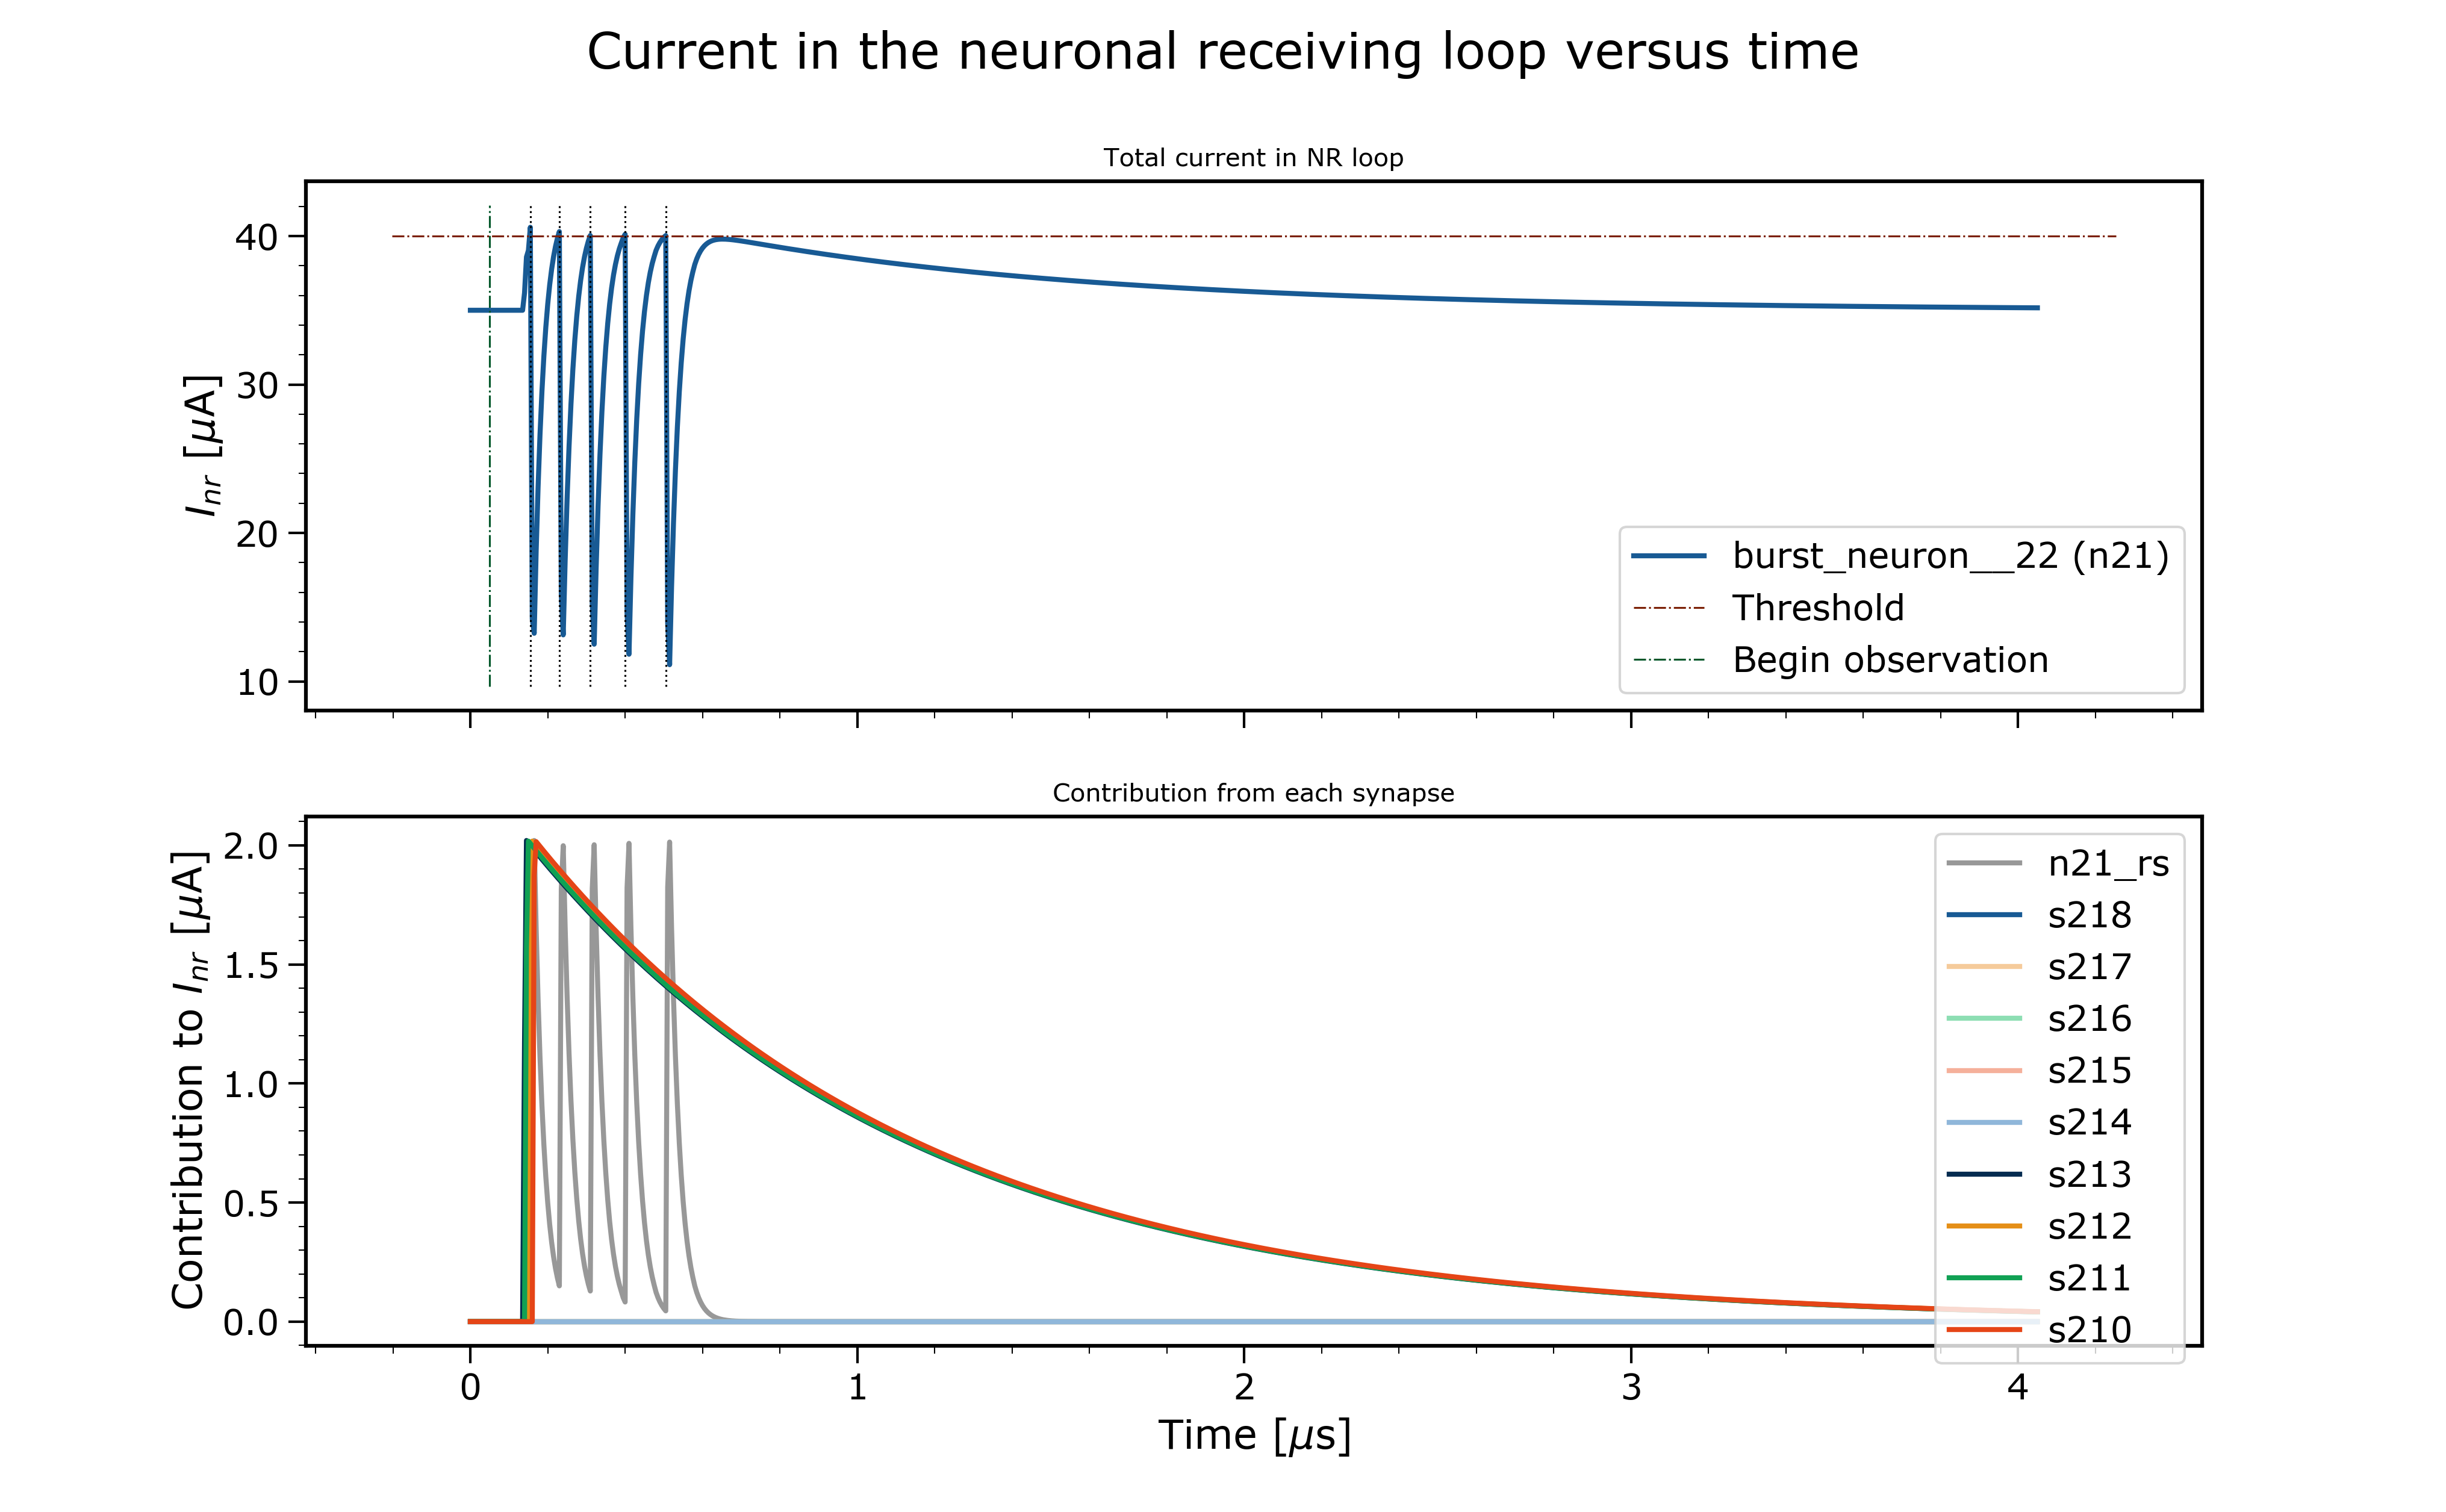 Current in the neuronal receiving loop versus time
Total current in NR loop
40
30
20
10
I_nr [μA]
burst_neuron__22 (n21)
Threshold
Begin observation
Contribution from each synapse
2.0
1.5
1.0
0.5
0.0
Contribution to I_nr [μA]
n21_rs
s218
s217
s216
s215
s214
s213
s212
s211
s210
0 1 2 3 4
Time [μs]